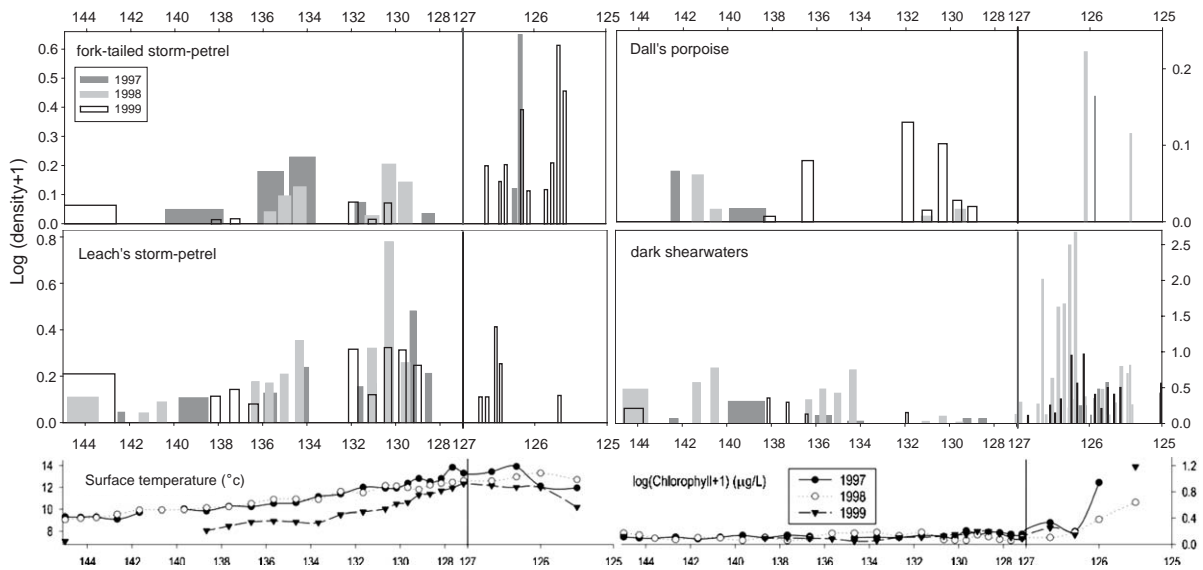 144 142 140 138 136 134 132 130 128 127 126 125
144 142 140 138 136 134 132 130 128 127 126 125
fork-tailed storm-petrel
1997
1998
1999
0.6
0.5
0.4
0.3
0.2
0.1
0.0
Dall's porpoise
0.2
0.1
0.0
Log (density+1)
Leach's storm-petrel
0.8
0.6
0.4
0.2
0.0
dark shearwaters
2.5
2.0
1.5
1.0
0.5
0.0
144 142 140 138 136 134 132 130 128 127 126 125
144 142 140 138 136 134 132 130 128 127 126 125
Surface temperature (°c)
14
12
10
8
log(Chlorophyll+1) (µg/L)
1997
1998
1999
1.2
0.8
0.4
0.0
144 142 140 138 136 134 132 130 128 127 126 125
144 142 140 138 136 134 132 130 128 127 126 125